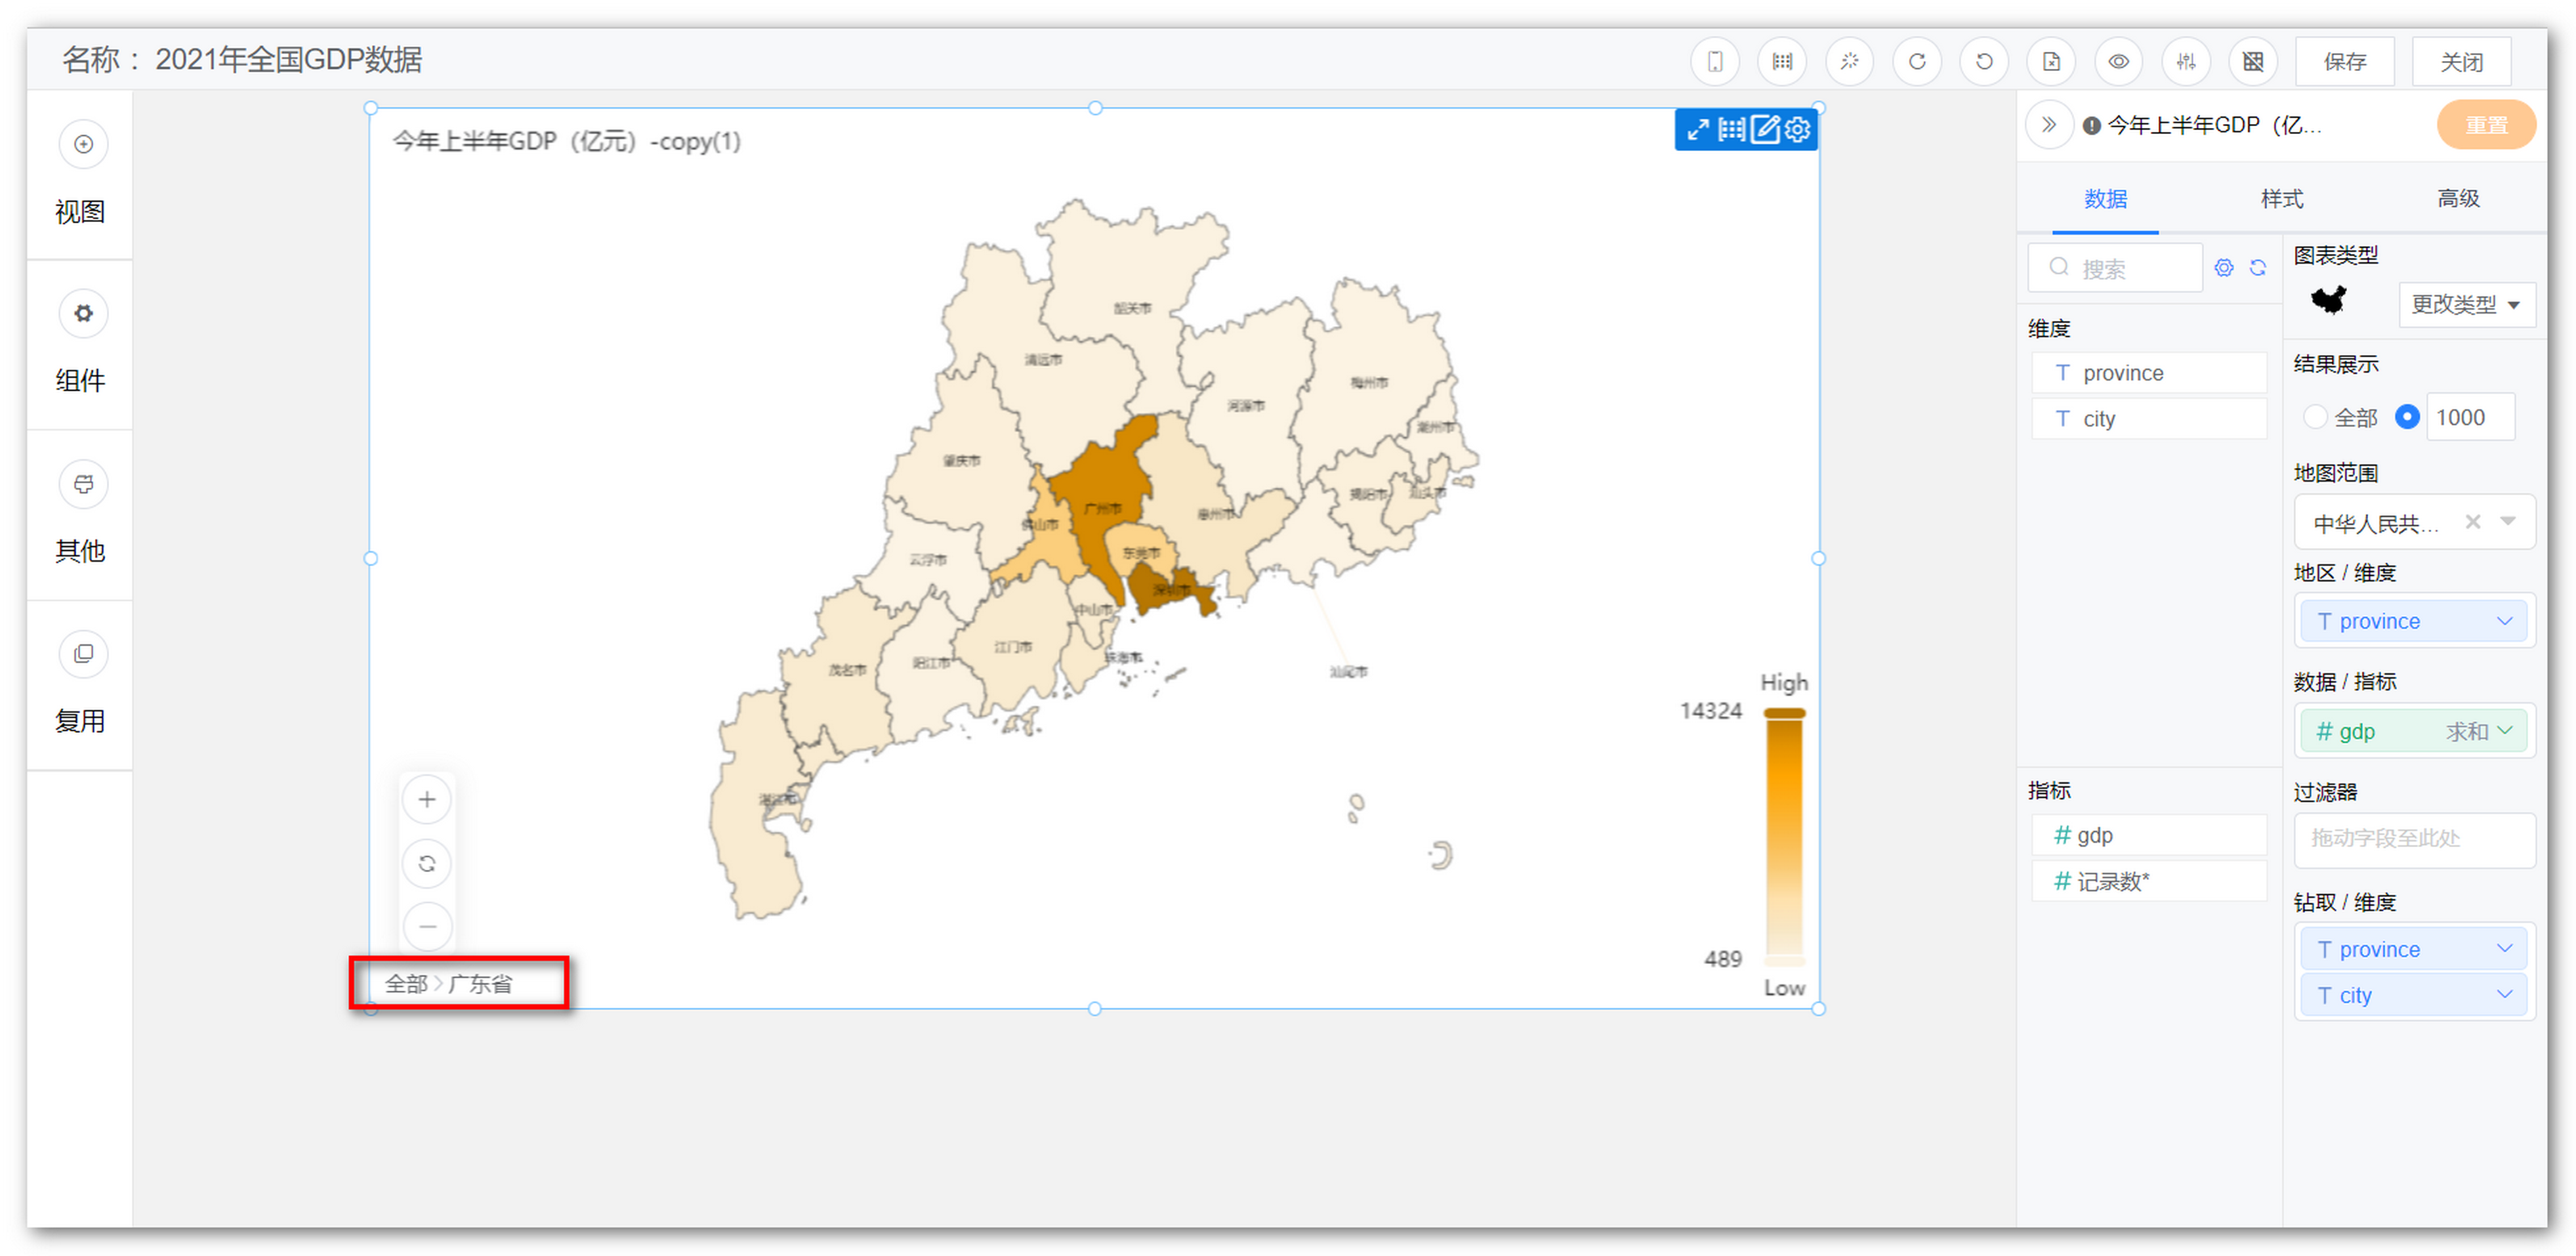 名称： 2021年全国GDP数据
保存
关闭
视图
组件
其他
复用
今年上半年GDP（亿元）-copy(1)
韶关市
清远市
梅州市
河源市
潮州市
肇庆市
揭阳市
汕头市
广州市
惠州市
佛山市
东莞市
云浮市
深圳市
中山市
江门市
珠海市
阳江市
茂名市
汕尾市
湛江市
High
14324
489
Low
全部 > 广东省
今年上半年GDP（亿...
重置
数据
样式
高级
搜索
维度
T province
T city
指标
# gdp
# 记录数*
图表类型
更改类型
结果展示
全部
1000
地图范围
中华人民共...
地区 / 维度
T province
数据 / 指标
# gdp 求和
过滤器
拖动字段至此处
钻取 / 维度
T province
T city